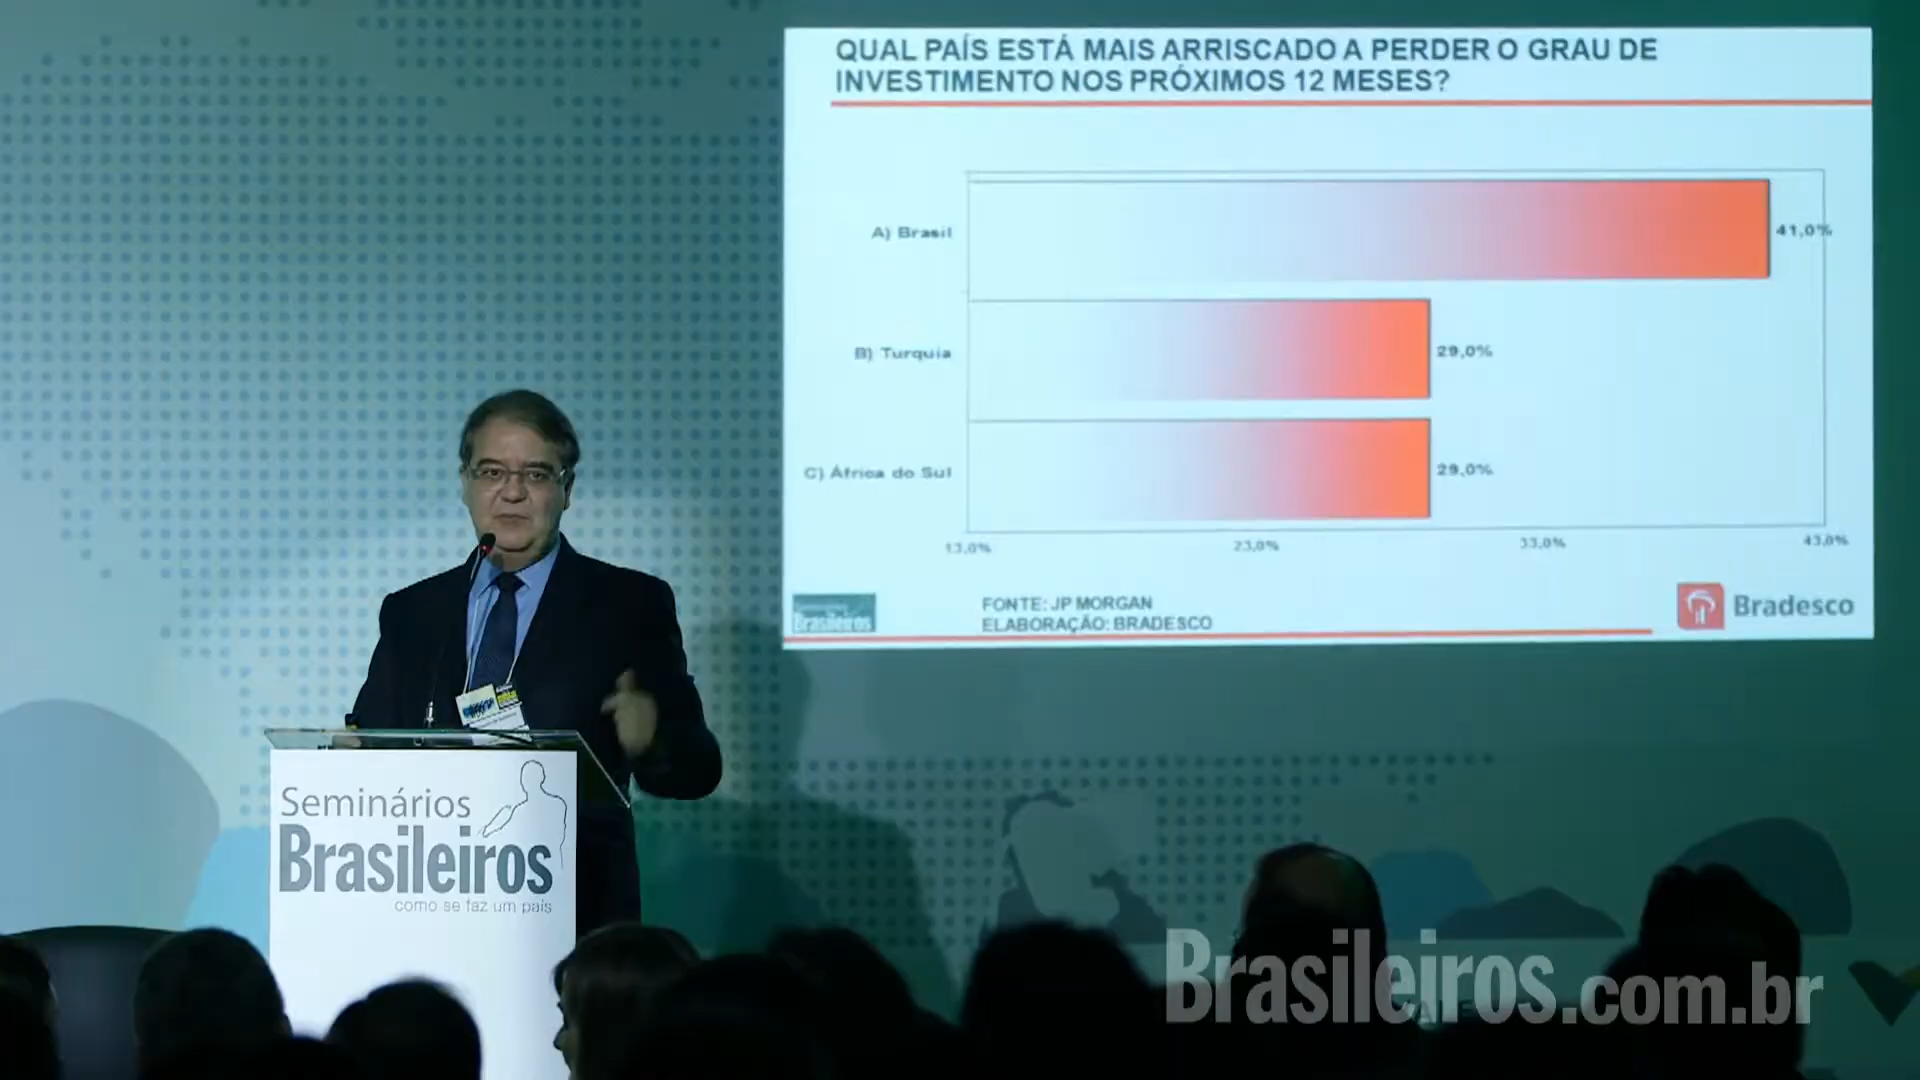 QUAL PAÍS ESTÁ MAIS ARRISCADO A PERDER O GRAU DE
INVESTIMENTO NOS PRÓXIMOS 12 MESES?
A) Brasil
41,0%
B) Turquia
29,0%
C) África do Sul
29,0%
13,0%
23,0%
33,0%
43,0%
Brasileiros
FONTE: JP MORGAN
ELABORAÇÃO: BRADESCO
Bradesco
Seminários
Brasileiros
como se faz um país
Brasileiros.com.br